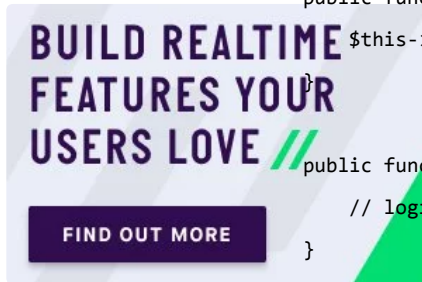 public func
BUILD REALTIME
$this-
FEATURES YOUR
}
USERS LOVE //
public func
// logi
FIND OUT MORE
}